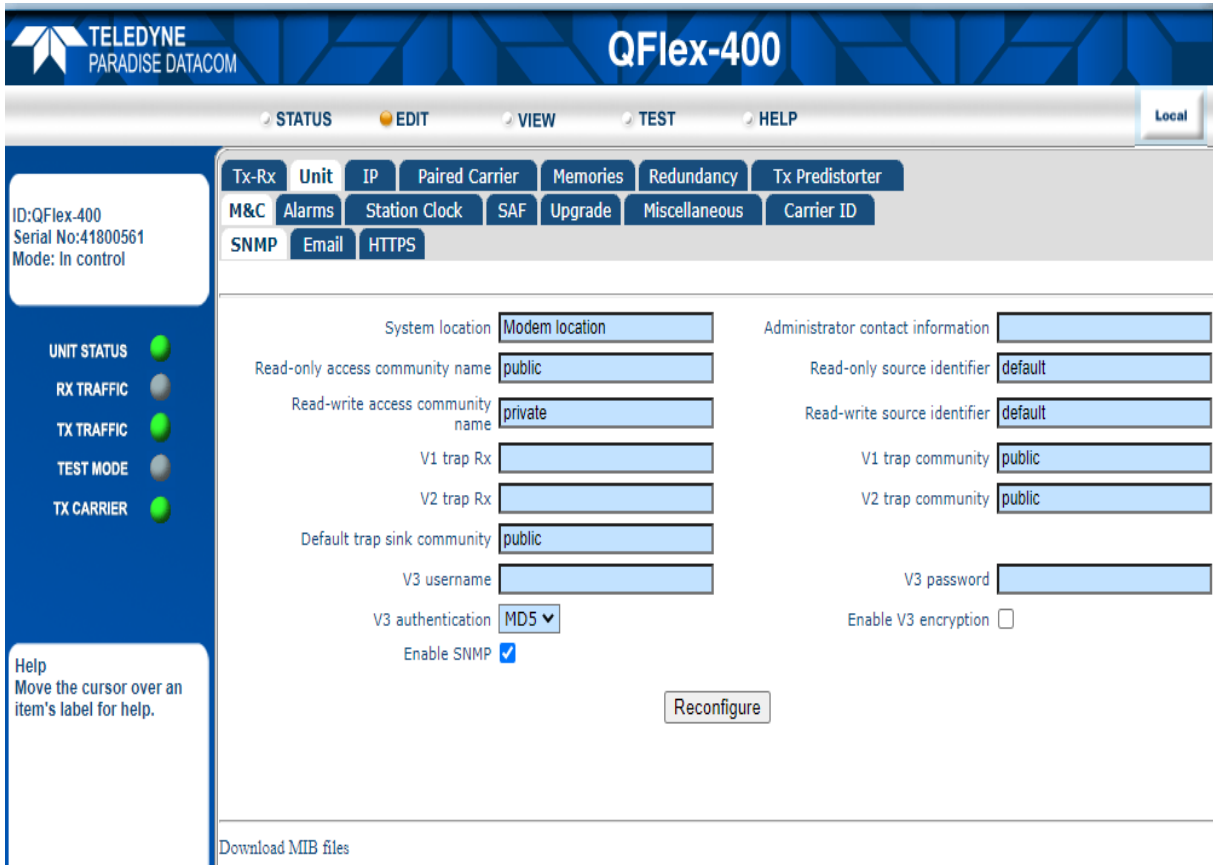 TELEDYNE
PARADISE DATACOM
QFlex-400
STATUS EDIT VIEW TEST HELP
Local
Tx-Rx Unit IP Paired Carrier Memories Redundancy Tx Predistorter
M&C Alarms Station Clock SAF Upgrade Miscellaneous Carrier ID
SNMP Email HTTPS
ID:QFlex-400
Serial No:41800561
Mode: In control
UNIT STATUS
RX TRAFFIC
TX TRAFFIC
TEST MODE
TX CARRIER
Help
Move the cursor over an
item's label for help.
System location Modem location Administrator contact information
Read-only access community name public Read-only source identifier default
Read-write access community
name private Read-write source identifier default
V1 trap Rx V1 trap community public
V2 trap Rx V2 trap community public
Default trap sink community public
V3 username V3 password
V3 authentication MD5 Enable V3 encryption
Enable SNMP
Reconfigure
Download MIB files